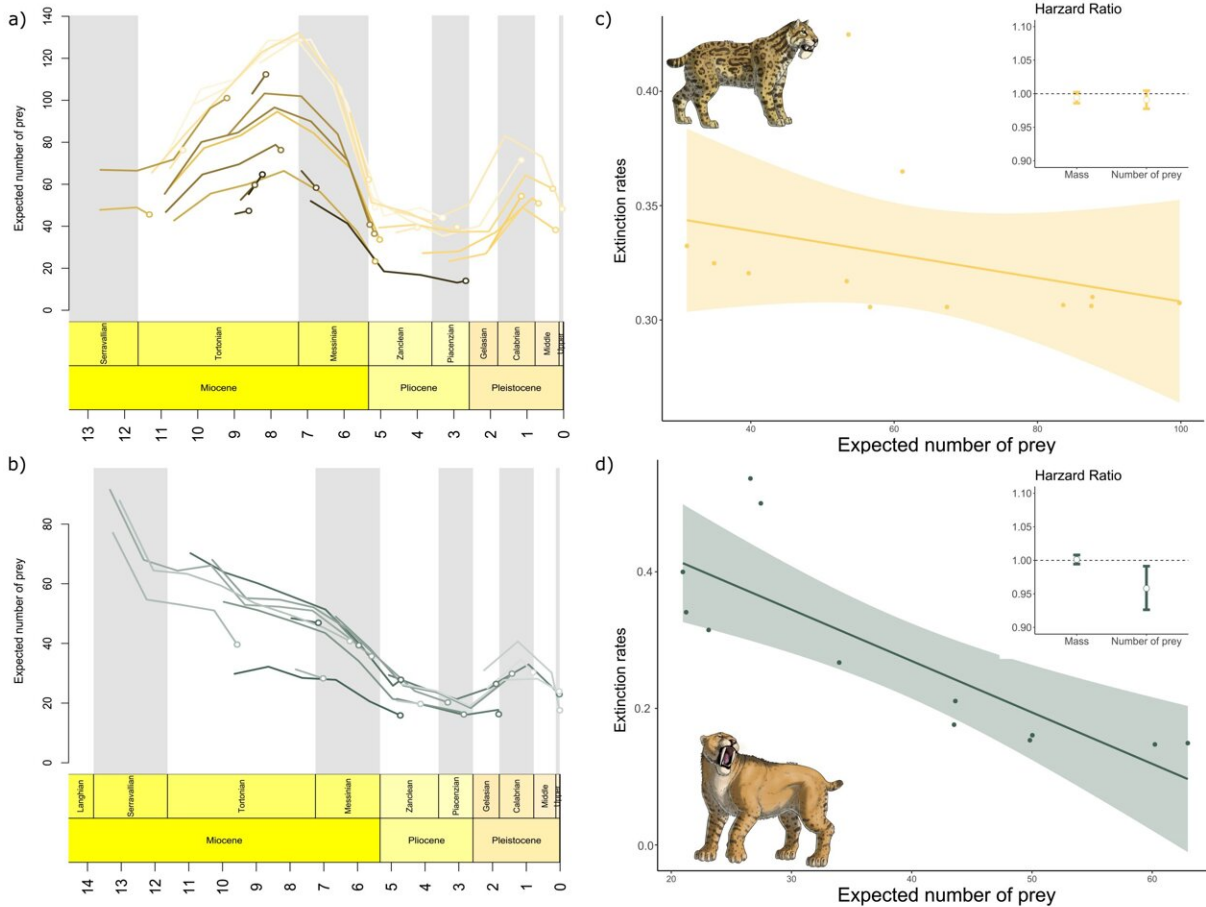 a)
Expected number of prey
140
120
100
80
60
40
20
0
Serravallian
Tortonian
Messinian
Zanclean
Piacenzian
Gelasian
Calabrian
Middle
Upper
Miocene
Pliocene
Pleistocene
13 12 11 10 9 8 7 6 5 4 3 2 1 0
b)
Expected number of prey
80
60
40
20
0
Langhian
Serravallian
Tortonian
Messinian
Zanclean
Piacenzian
Gelasian
Calabrian
Middle
Upper
Miocene
Pliocene
Pleistocene
14 13 12 11 10 9 8 7 6 5 4 3 2 1 0
c)
Extinction rates
0.40
0.35
0.30
40 60 80 100
Expected number of prey
Harzard Ratio
1.10
1.05
1.00
0.95
0.90
Mass Number of prey
d)
Extinction rates
0.4
0.2
0.0
20 30 40 50 60
Expected number of prey
Harzard Ratio
1.10
1.05
1.00
0.95
0.90
Mass Number of prey